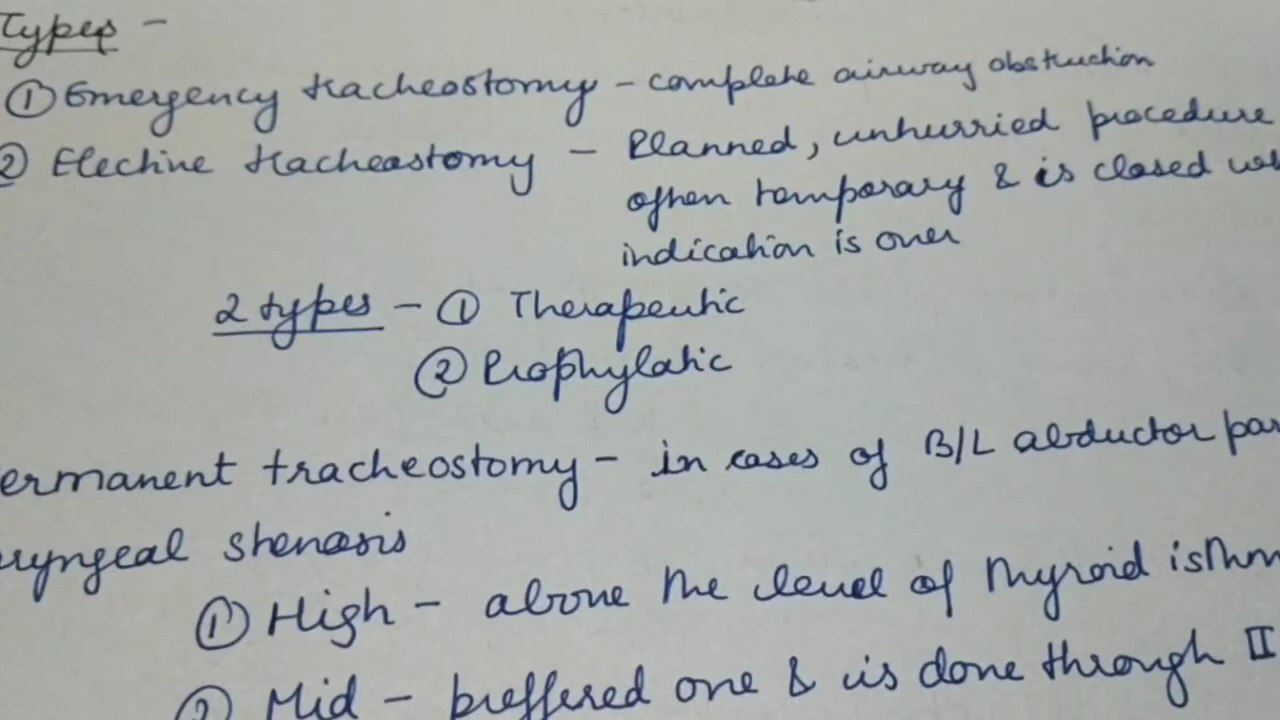 Types -
① Emergency tracheostomy - complete airway obstruction
② Elective tracheostomy - Planned, unhurried procedure
often temporary & is closed
indication is over
2 types - ① Therapeutic
② Prophylatic
ermanent tracheostomy - in cases of B/L abductor
ryngeal stenosis
① High - above the level of thyroid isthm
② Mid - preffered one & is done through II